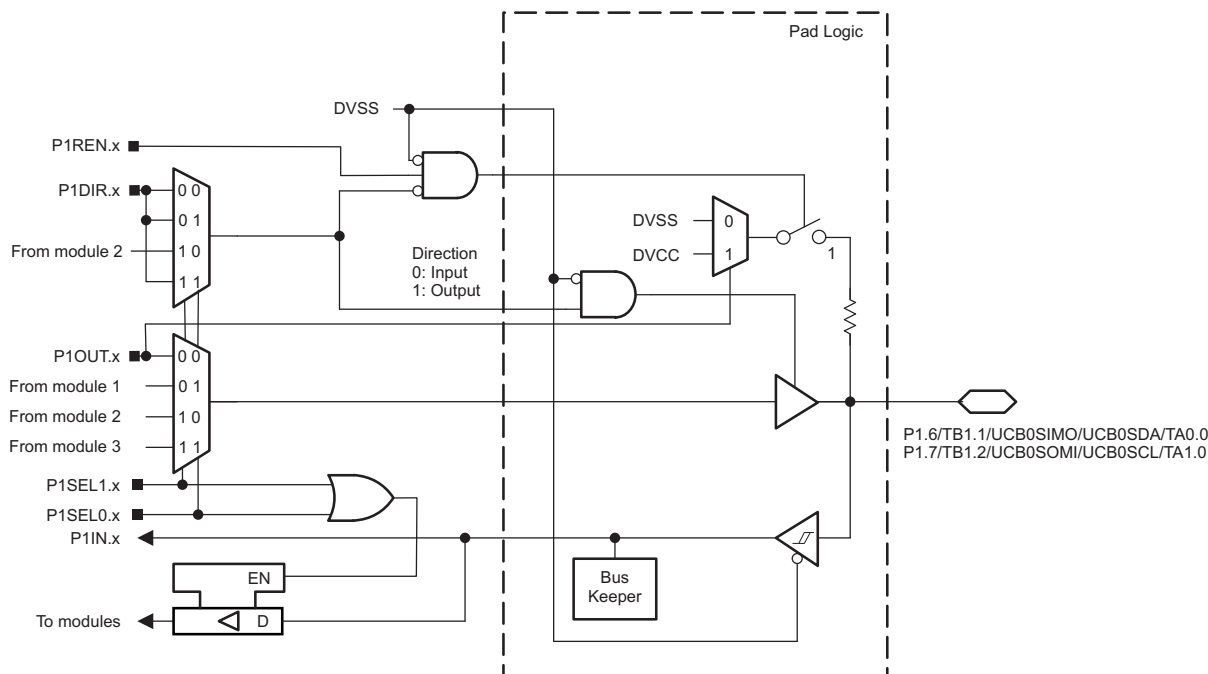 Pad Logic
DVSS
P1REN.x
P1DIR.x
0 0
0 1
From module 2
1 0
1 1
Direction
0: Input
1: Output
DVSS
0
DVCC
1
1
P1OUT.x
0 0
From module 1
0 1
From module 2
1 0
From module 3
1 1
P1.6/TB1.1/UCB0SIMO/UCB0SDA/TA0.0
P1.7/TB1.2/UCB0SOMI/UCB0SCL/TA1.0
P1SEL1.x
P1SEL0.x
P1IN.x
EN
Bus
Keeper
To modules
D